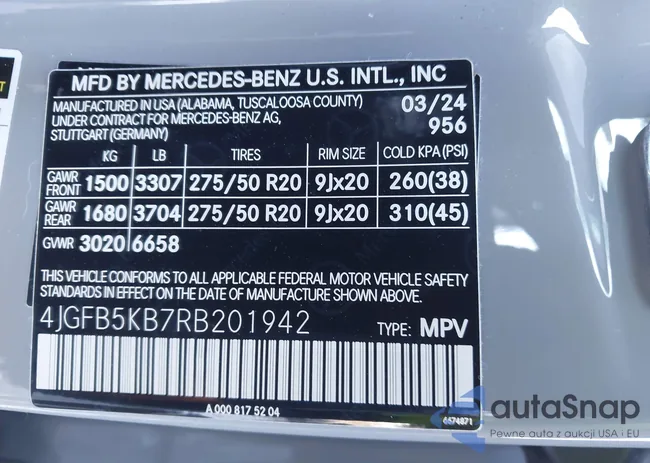 MFD BY MERCEDES-BENZ U.S. INTL., INC
MANUFACTURED IN USA (ALABAMA, TUSCALOOSA COUNTY) 03/24
UNDER CONTRACT FOR MERCEDES-BENZ AG, 956
STUTTGART (GERMANY)
KG LB TIRES RIM SIZE COLD KPA (PSI)
GAWR FRONT 1500 3307 275/50 R20 9Jx20 260(38)
GAWR REAR 1680 3704 275/50 R20 9Jx20 310(45)
GVWR 3020 6658
THIS VEHICLE CONFORMS TO ALL APPLICABLE FEDERAL MOTOR VEHICLE SAFETY
STANDARDS IN EFFECT ON THE DATE OF MANUFACTURE SHOWN ABOVE.
4JGFB5KB7RB201942 TYPE: MPV
A 000 817 52 04
autaSnap
Pewne auta z aukcji USA i EU